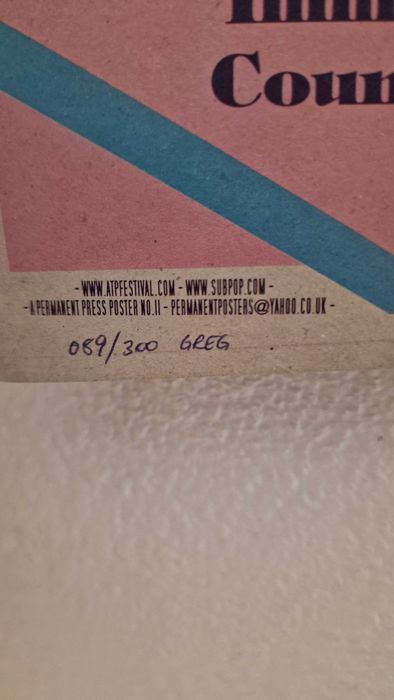 Coun
- WWW.ATPFESTIVAL.COM - WWW.SUBPOP.COM -
- A PERMANENT PRESS POSTER NO.11 - PERMANENTPOSTERS@YAHOO.CO.UK -
089/300 GREG